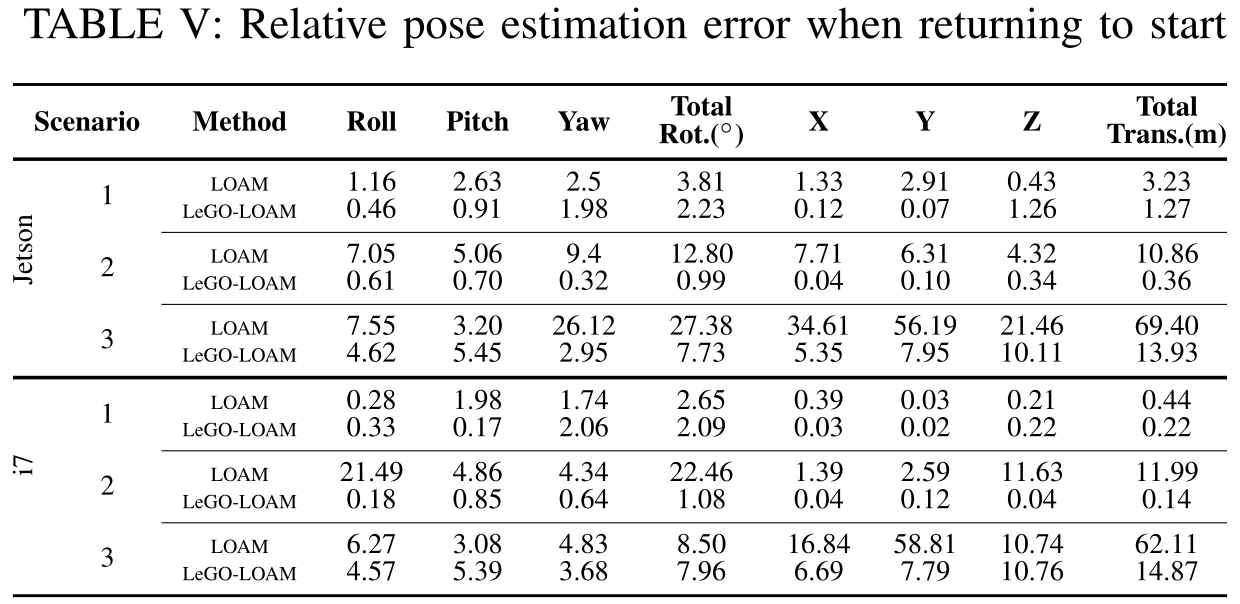 TABLE V: Relative pose estimation error when returning to start
Scenario Method Roll Pitch Yaw Total Rot.(°) X Y Z Total Trans.(m)
Jetson
1 LOAM 1.16 2.63 2.5 3.81 1.33 2.91 0.43 3.23
LeGO-LOAM 0.46 0.91 1.98 2.23 0.12 0.07 1.26 1.27
2 LOAM 7.05 5.06 9.4 12.80 7.71 6.31 4.32 10.86
LeGO-LOAM 0.61 0.70 0.32 0.99 0.04 0.10 0.34 0.36
3 LOAM 7.55 3.20 26.12 27.38 34.61 56.19 21.46 69.40
LeGO-LOAM 4.62 5.45 2.95 7.73 5.35 7.95 10.11 13.93
i7
1 LOAM 0.28 1.98 1.74 2.65 0.39 0.03 0.21 0.44
LeGO-LOAM 0.33 0.17 2.06 2.09 0.03 0.02 0.22 0.22
2 LOAM 21.49 4.86 4.34 22.46 1.39 2.59 11.63 11.99
LeGO-LOAM 0.18 0.85 0.64 1.08 0.04 0.12 0.04 0.14
3 LOAM 6.27 3.08 4.83 8.50 16.84 58.81 10.74 62.11
LeGO-LOAM 4.57 5.39 3.68 7.96 6.69 7.79 10.76 14.87